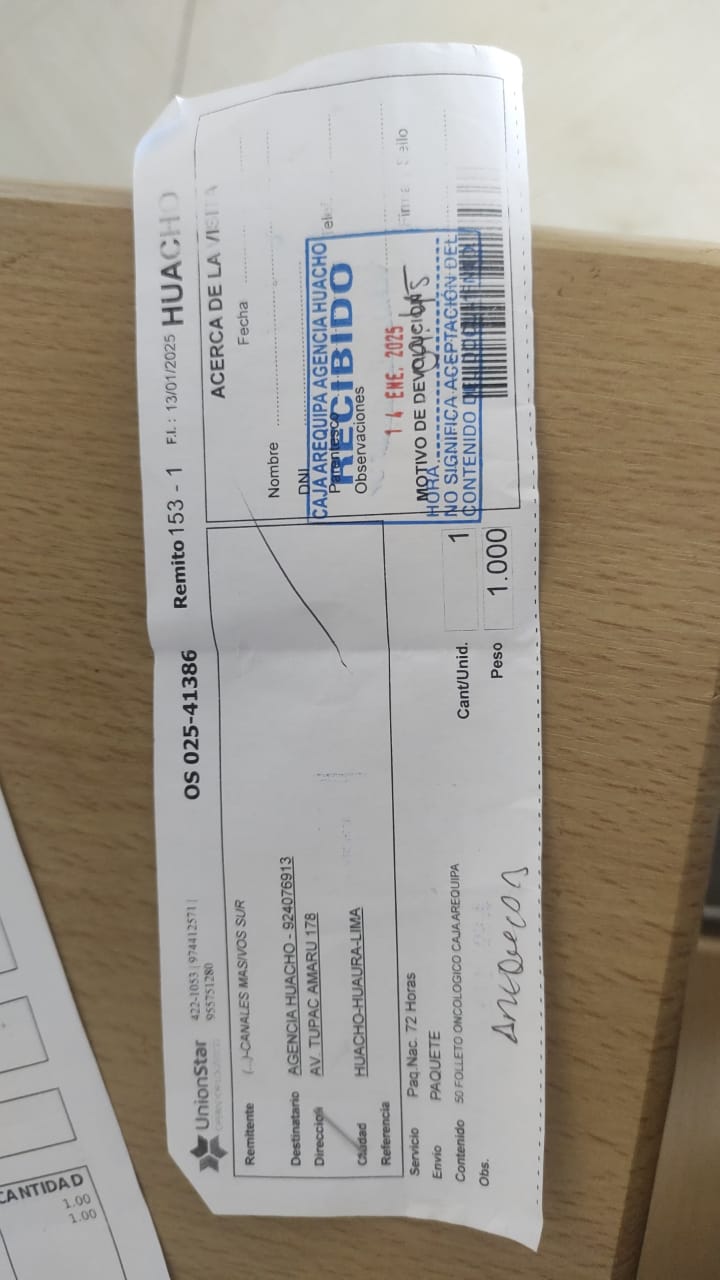 UnionStar
422-1053 | 974412571 |
955751280
OS 025-41386
Remito 153 - 1 F.I. : 13/01/2025 HUACHO
Remitente (...)-CANALES MASIVOS SUR
Destinatario AGENCIA HUACHO - 924076913
Dirección AV. TUPAC AMARU 178
Ciudad HUACHO-HUAURA-LIMA
Referencia
Servicio Paq.Nac. 72 Horas
Envío PAQUETE
Contenido 50 FOLLETO ONCOLOGICO CAJA AREQUIPA
Obs.
Cant/Unid. 1
Peso 1.000
ACERCA DE LA VISITA
Fecha
Nombre
DNI
Parentesco
Observaciones
MOTIVO DE DEVOLUCION
CAJA AREQUIPA AGENCIA HUACHO
RECIBIDO
14 ENE. 2025
HORA
NO SIGNIFICA ACEPTACIÓN DEL
CONTENIDO
CANTIDAD
1.00
1.00